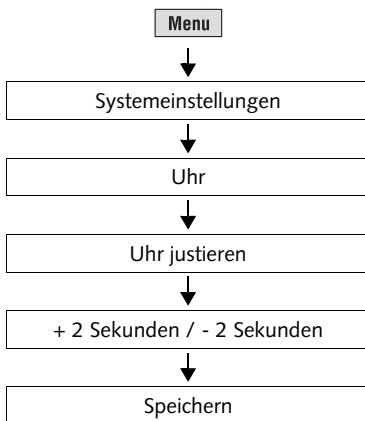 Menu
Systemeinstellungen
Uhr
Uhr justieren
+ 2 Sekunden / - 2 Sekunden
Speichern